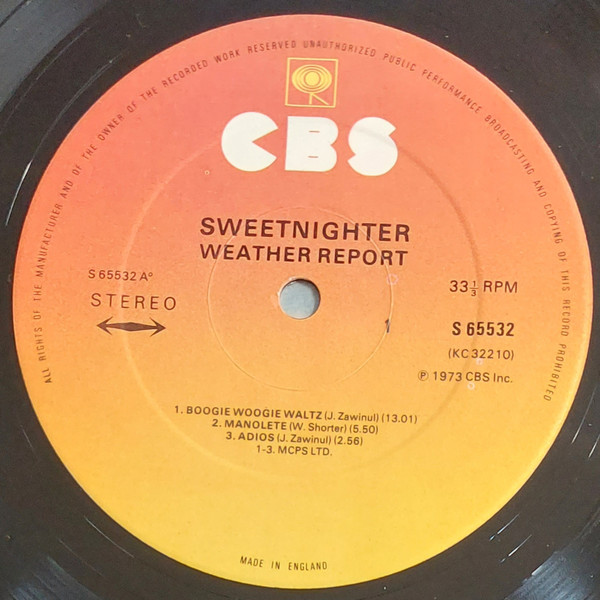 ALL RIGHTS OF THE MANUFACTURER AND OF THE OWNER OF THE RECORDED WORK RESERVED UNAUTHORIZED PUBLIC PERFORMANCE BROADCASTING AND COPYING OF THIS RECORD PROHIBITED
CBS
SWEETNIGHTER
WEATHER REPORT
S 65532 A°
STEREO
33⅓ RPM
S 65532
(KC 32210)
℗ 1973 CBS Inc.
1. BOOGIE WOOGIE WALTZ (J. Zawinul) (13.01)
2. MANOLETE (W. Shorter) (5.50)
3. ADIOS (J. Zawinul) (2.56)
1-3. MCPS LTD.
MADE IN ENGLAND